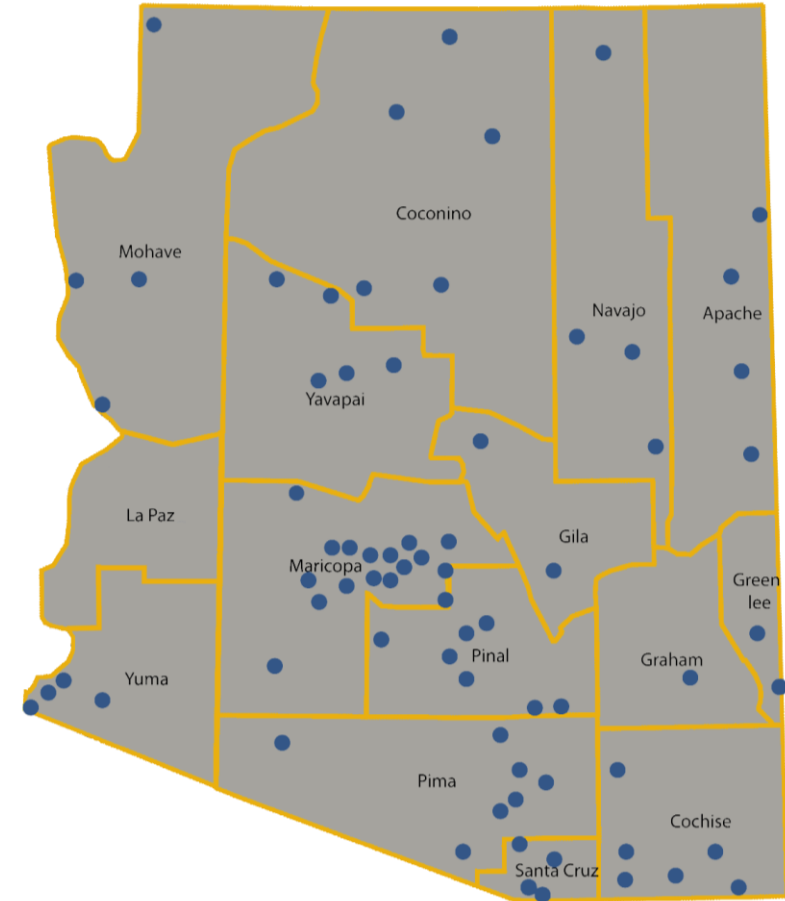 Coconino
Mohave
Navajo
Apache
Yavapai
La Paz
Gila
Maricopa
Green
lee
Pinal
Graham
Yuma
Pima
Cochise
Santa Cruz